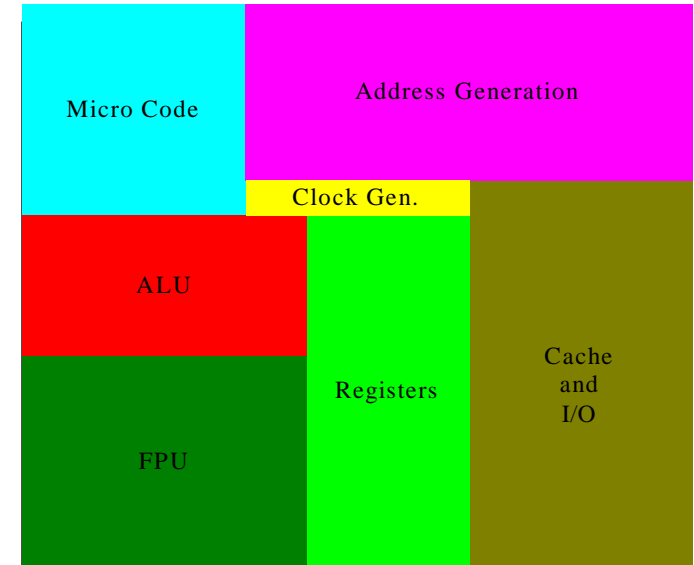 Micro Code
Address Generation
Clock Gen.
ALU
Registers
Cache
and
I/O
FPU